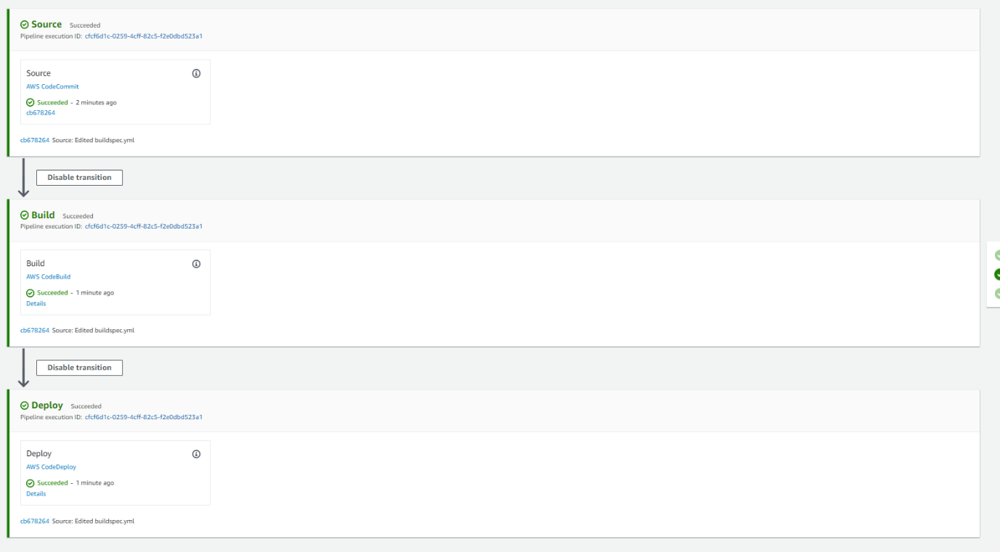 Source Succeeded
Pipeline execution ID: cfcf6d1c-0259-4cff-82c5-f2e0dbd523a1
Source
AWS CodeCommit
Succeeded - 2 minutes ago
cb678264
cb678264 Source: Edited buildspec.yml
Disable transition
Build Succeeded
Pipeline execution ID: cfcf6d1c-0259-4cff-82c5-f2e0dbd523a1
Build
AWS CodeBuild
Succeeded - 1 minute ago
Details
cb678264 Source: Edited buildspec.yml
Disable transition
Deploy Succeeded
Pipeline execution ID: cfcf6d1c-0259-4cff-82c5-f2e0dbd523a1
Deploy
AWS CodeDeploy
Succeeded - 1 minute ago
Details
cb678264 Source: Edited buildspec.yml